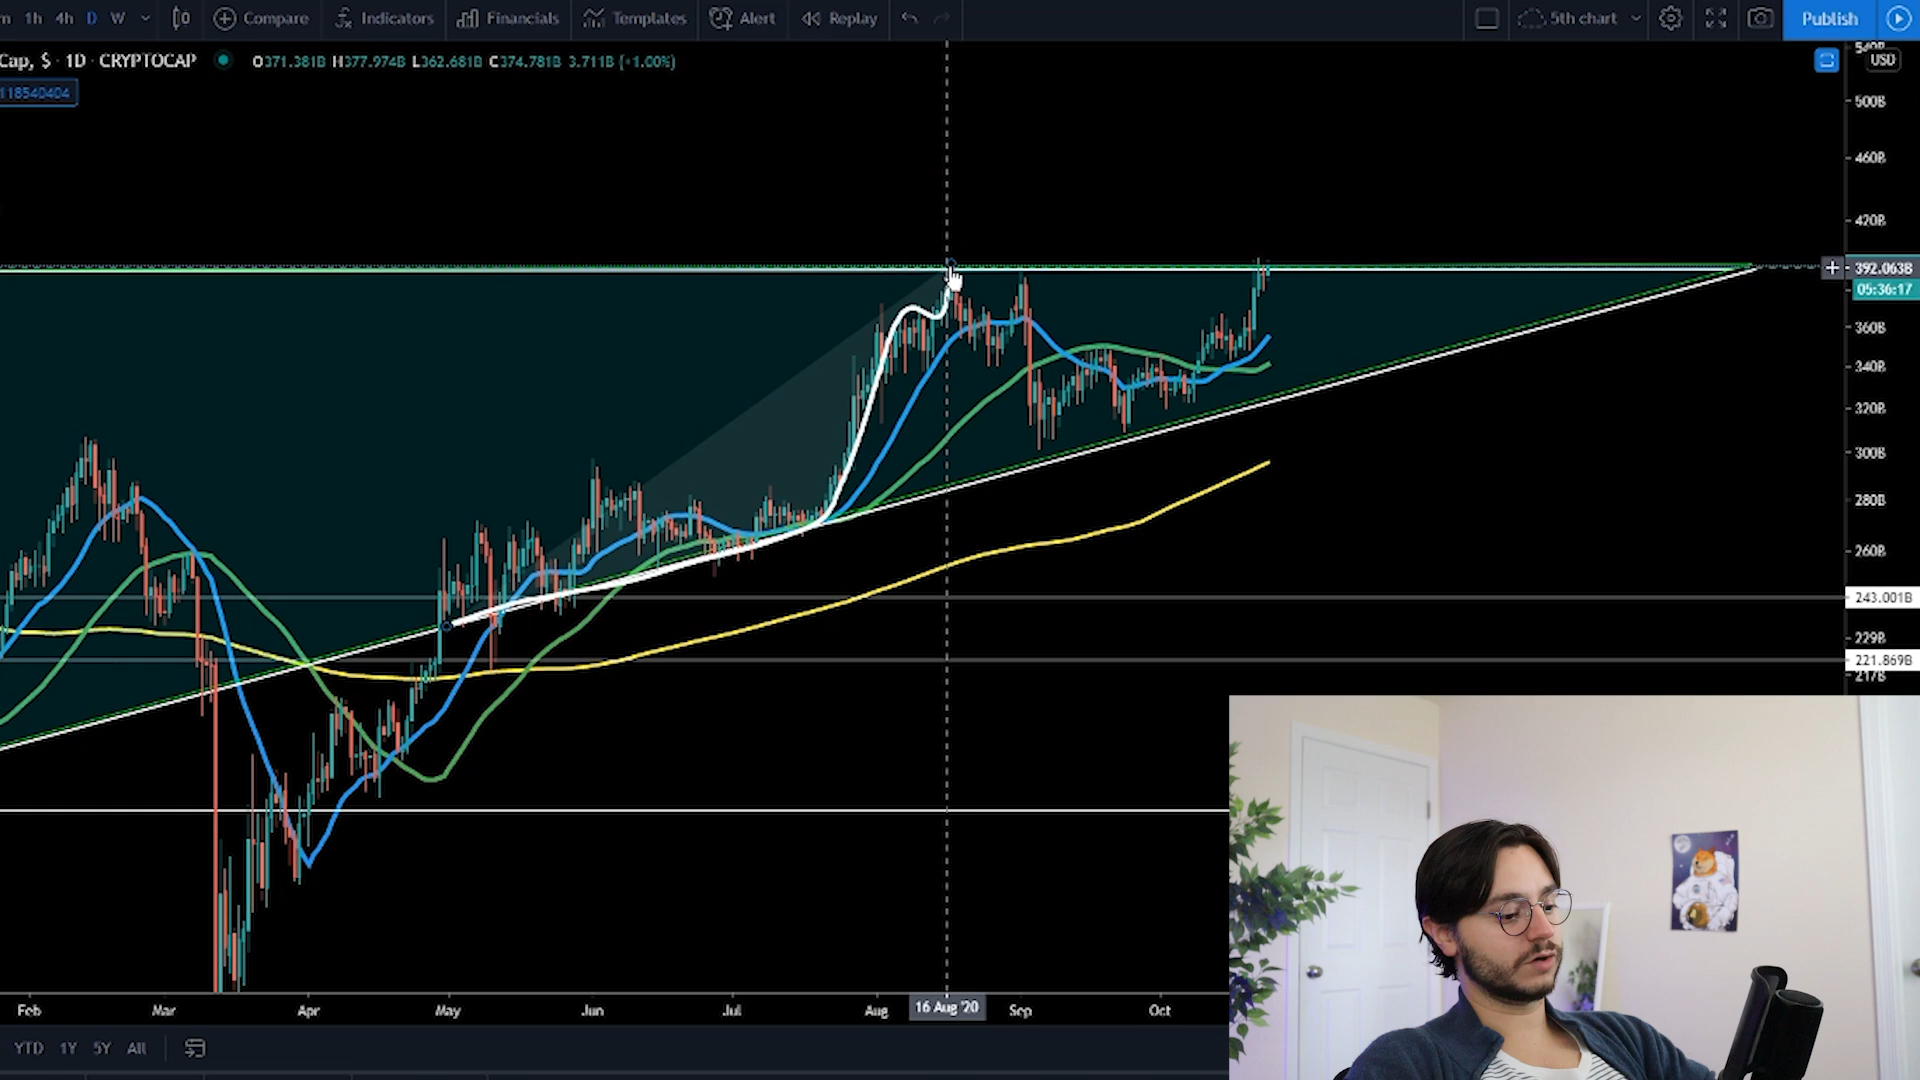 1h 4h D W Compare Indicators Financials Templates Alert Replay 5th chart Publish
Cap, $ · 1D · CRYPTOCAP O371.381B H377.974B L362.681B C374.781B 3.711B (+1.00%)
USD
118540404
500B
460B
420B
392.063B
05:36:17
360B
340B
320B
300B
280B
260B
243.001B
229B
221.869B
217B
Feb Mar Apr May Jun Jul Aug 16 Aug '20 Sep Oct
YTD 1Y 5Y All